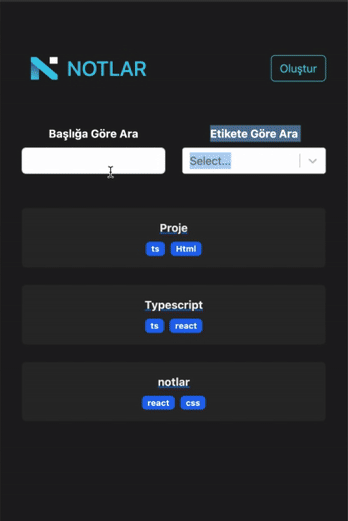 NOTLAR
Oluştur
Başlığa Göre Ara
Etikete Göre Ara
Select...
Proje
ts Html
Typescript
ts react
notlar
react css